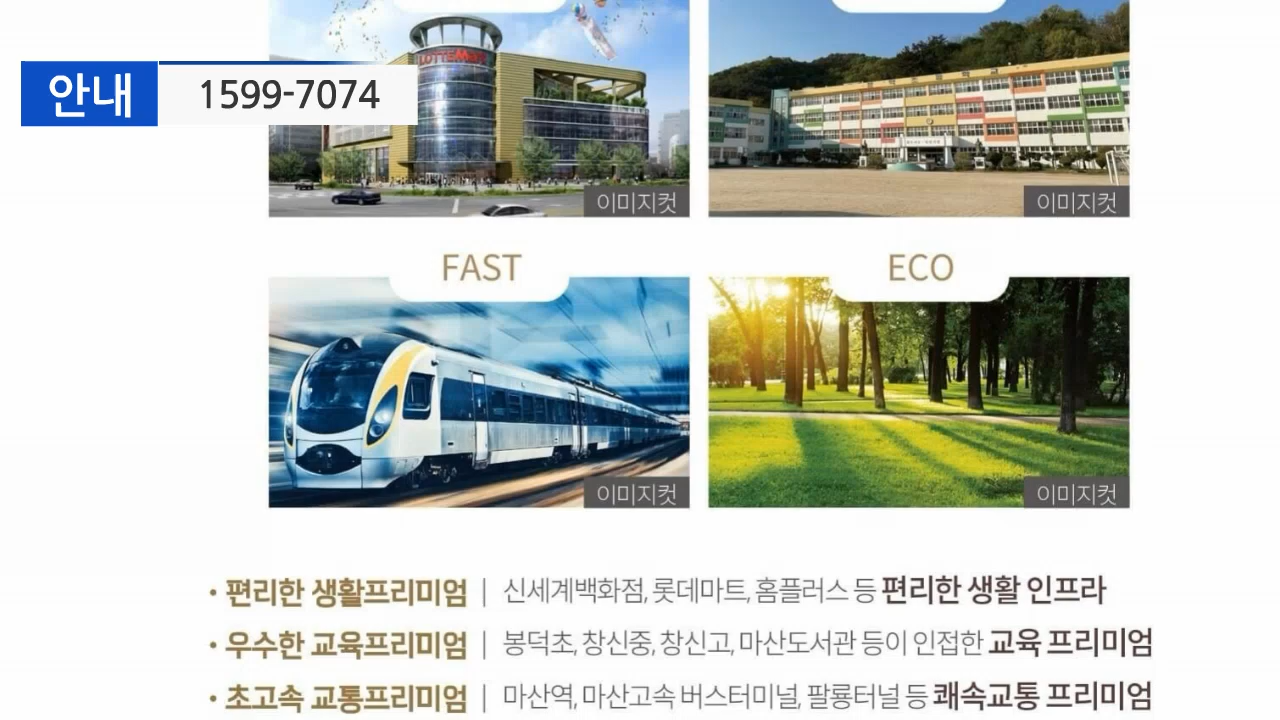 안내 1599-7074
LOTTE Mart
이미지컷 이미지컷
FAST ECO
이미지컷 이미지컷
• 편리한 생활프리미엄 | 신세계백화점, 롯데마트, 홈플러스 등 편리한 생활 인프라
• 우수한 교육프리미엄 | 봉덕초, 창신중, 창신고, 마산도서관 등이 인접한 교육 프리미엄
• 초고속 교통프리미엄 | 마산역, 마산고속 버스터미널, 팔룡터널 등 쾌속교통 프리미엄